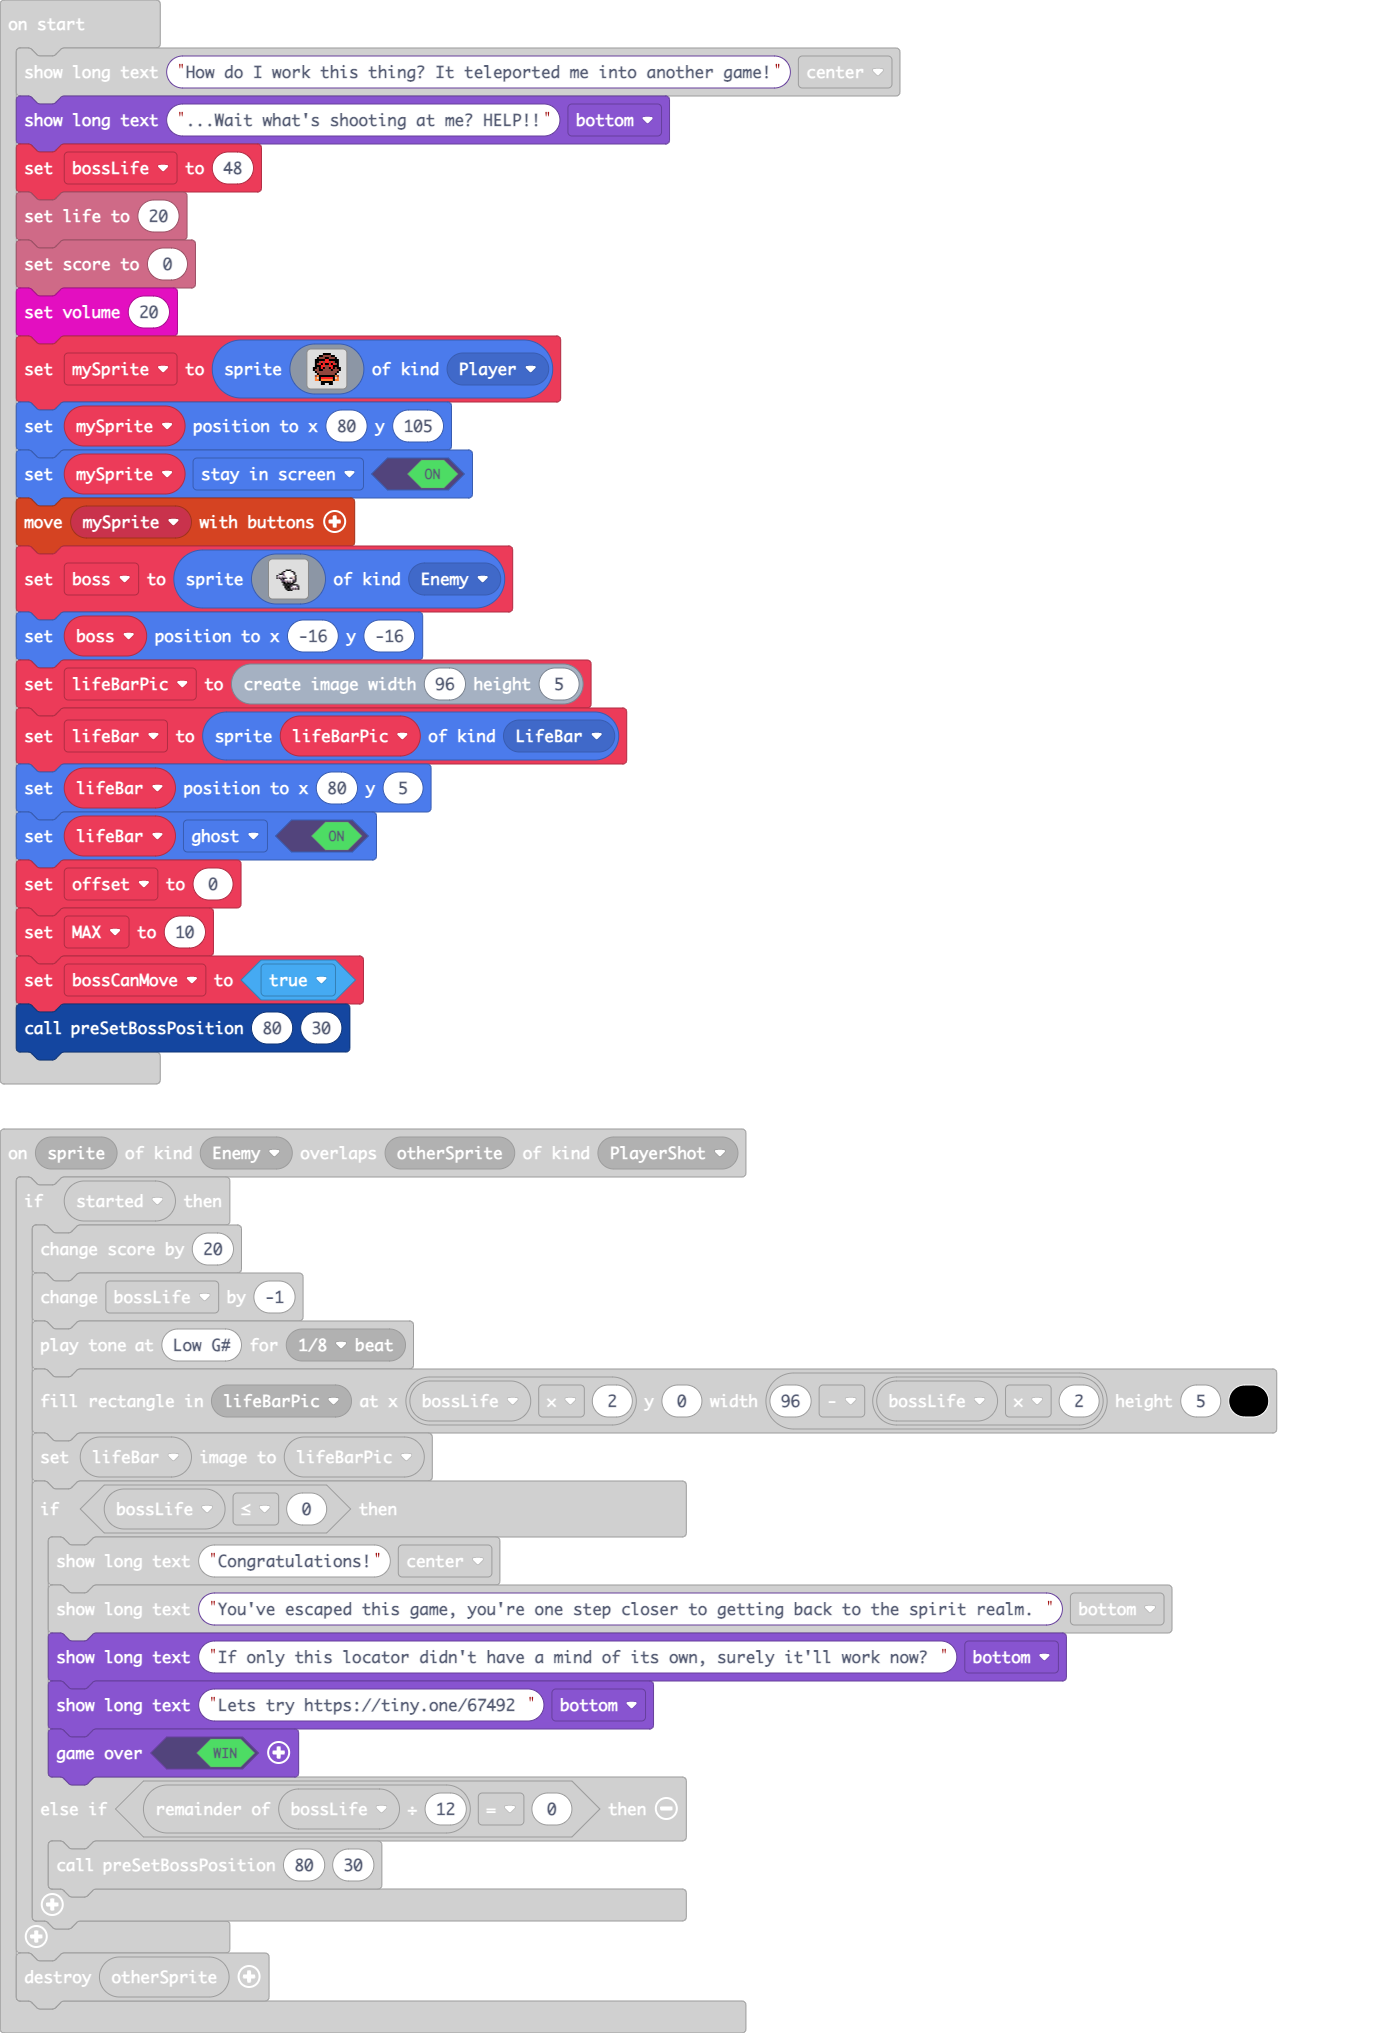 on start
show long text "How do I work this thing? It teleported me into another game!" center
show long text "...Wait what's shooting at me? HELP!!" bottom
set bossLife to 48
set life to 20
set score to 0
set volume 20
set mySprite to sprite of kind Player
set mySprite position to x 80 y 105
set mySprite stay in screen ON
move mySprite with buttons
set boss to sprite of kind Enemy
set boss position to x -16 y -16
set lifeBarPic to create image width 96 height 5
set lifeBar to sprite lifeBarPic of kind LifeBar
set lifeBar position to x 80 y 5
set lifeBar ghost ON
set offset to 0
set MAX to 10
set bossCanMove to true
call preSetBossPosition 80 30
on sprite of kind Enemy overlaps otherSprite of kind PlayerShot
if started then
change score by 20
change bossLife by -1
play tone at Low G# for 1/8 beat
fill rectangle in lifeBarPic at x bossLife × 2 y 0 width 96 - bossLife × 2 height 5
set lifeBar image to lifeBarPic
if bossLife ≤ 0 then
show long text "Congratulations!" center
show long text "You've escaped this game, you're one step closer to getting back to the spirit realm. " bottom
show long text "If only this locator didn't have a mind of its own, surely it'll work now? " bottom
show long text "Lets try https://tiny.one/67492 " bottom
game over WIN
else if remainder of bossLife ÷ 12 = 0 then
call preSetBossPosition 80 30
destroy otherSprite